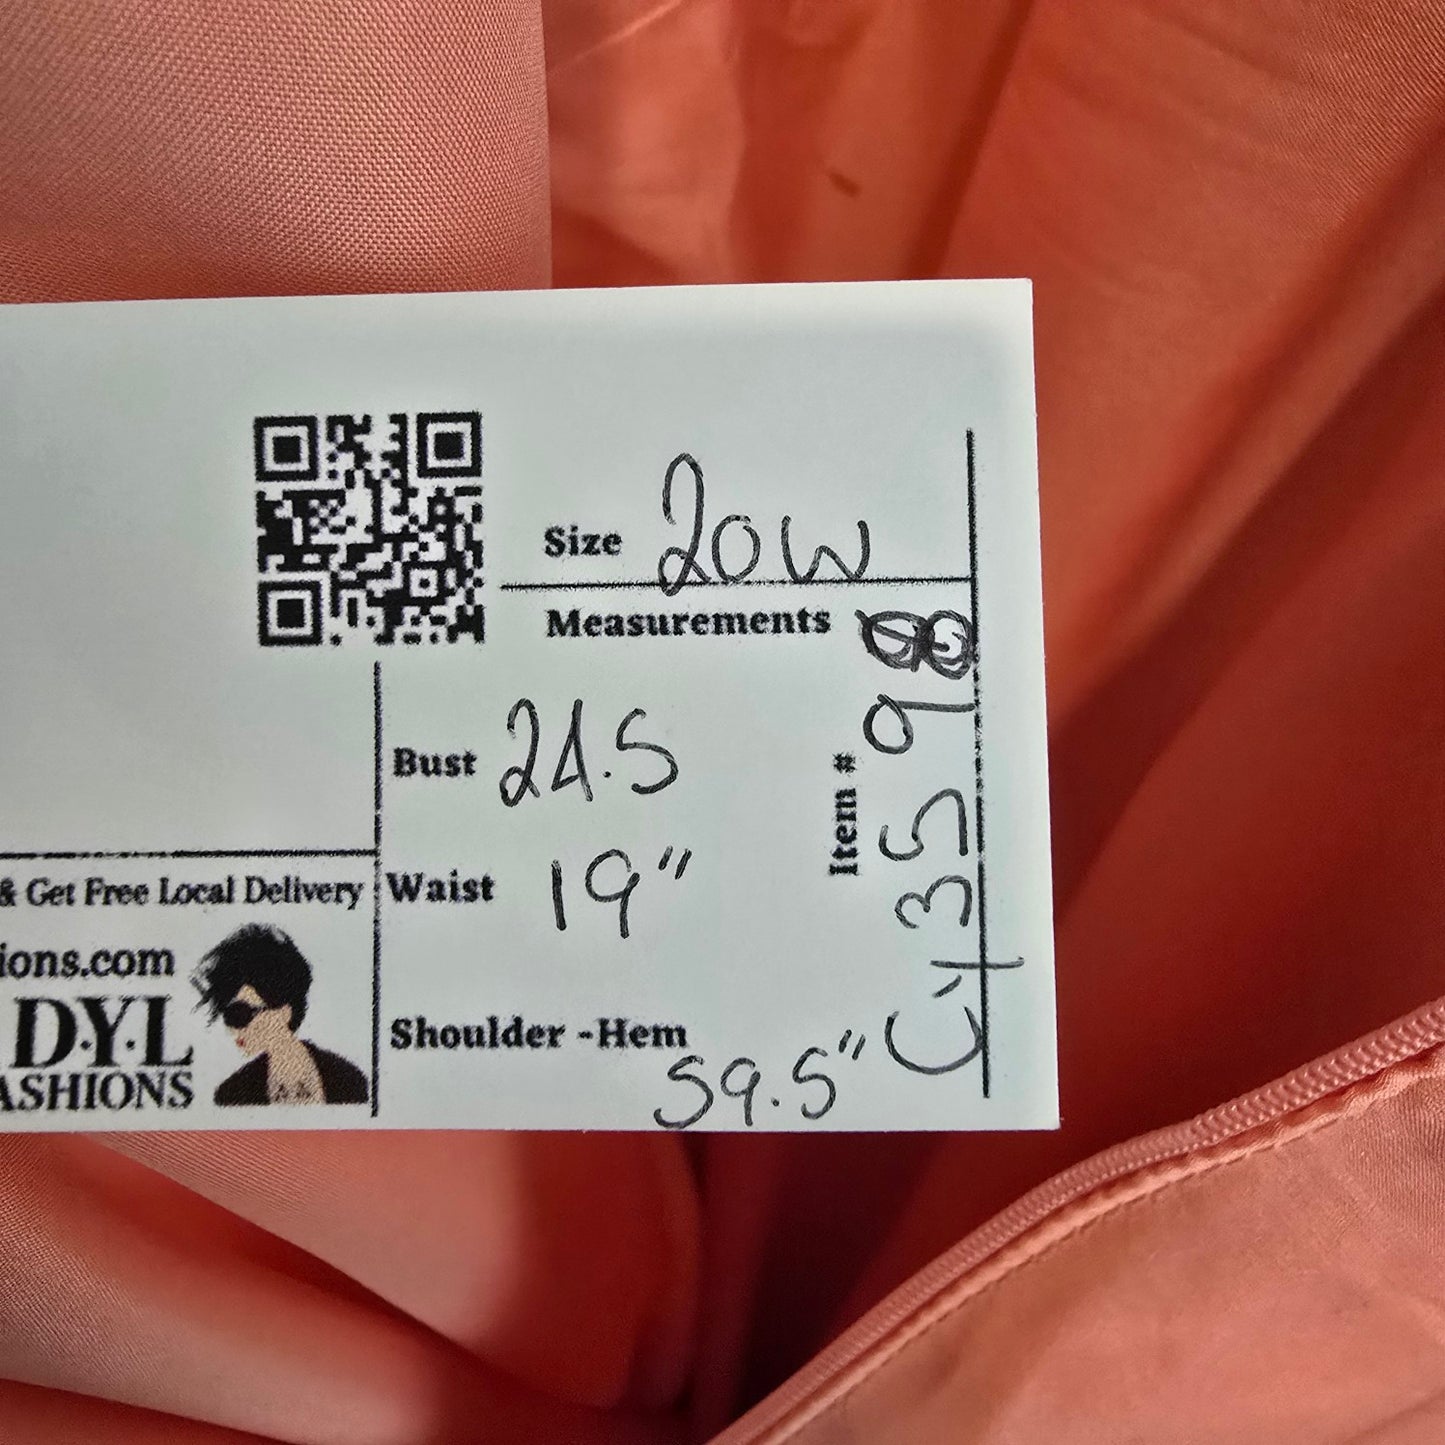 Size 20W
Measurements
Bust 24.5
Waist 19"
Shoulder -Hem
59.5"
Item #
CY359
& Get Free Local Delivery
ions.com
D.Y.L
ASHIONS